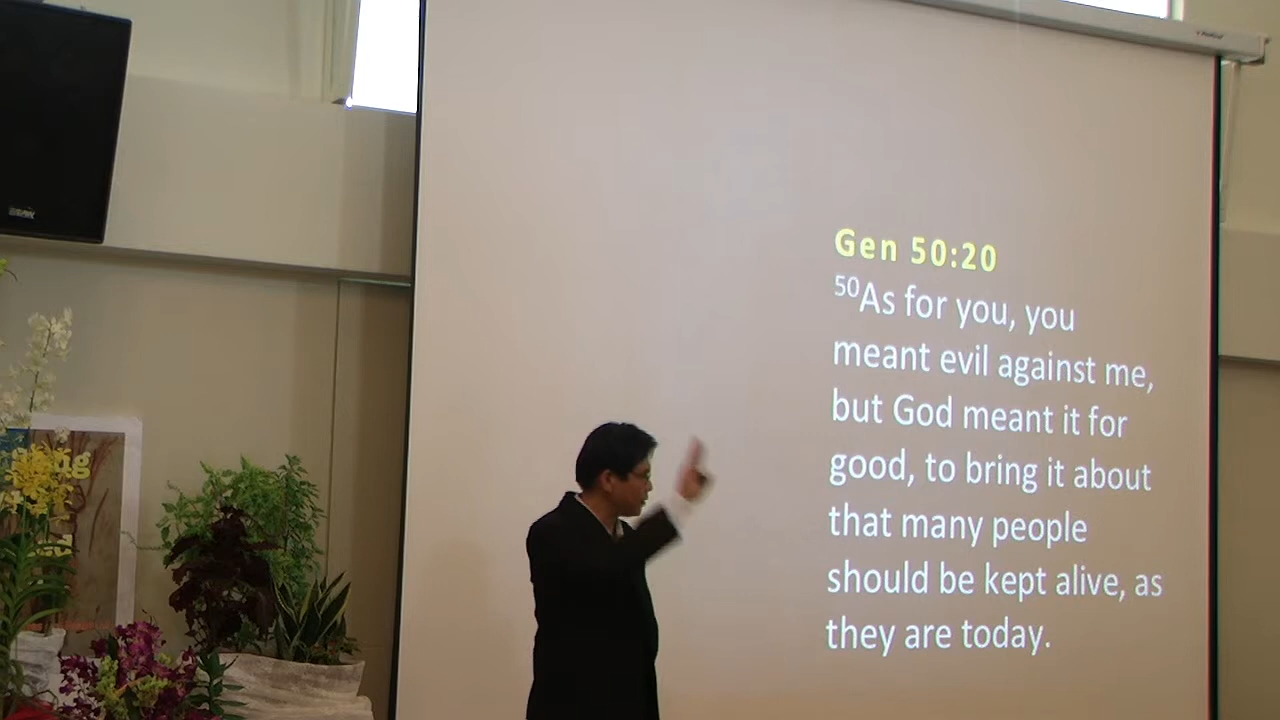 Gen 50:20
50As for you, you
meant evil against me,
but God meant it for
good, to bring it about
that many people
should be kept alive, as
they are today.